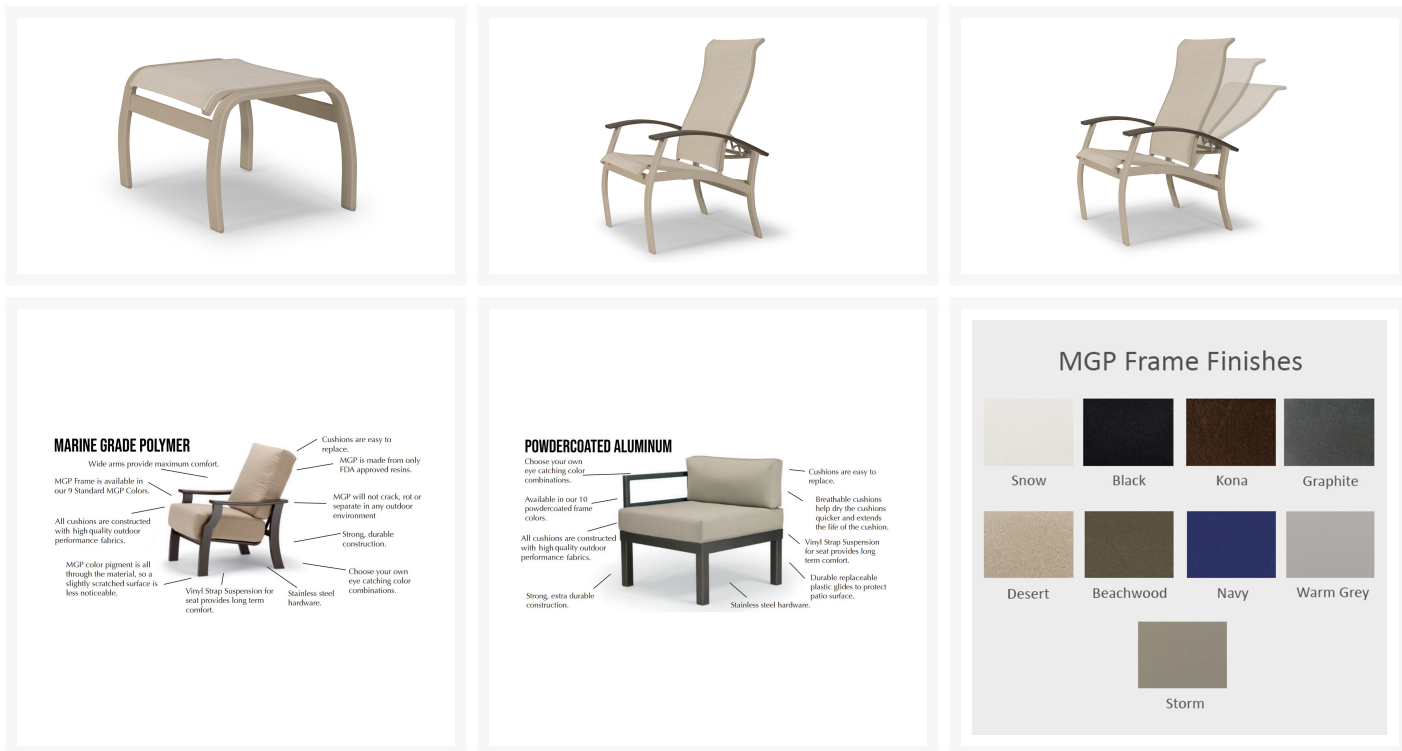 MARINE GRADE POLYMER
Wide arms provide maximum comfort.
MGP Frame is available in
our 9 Standard MGP Colors.
All cushions are constructed
with high quality outdoor
performance fabrics.
MGP color pigment is all
through the material, so a
slightly scratched surface is
less noticeable.
Vinyl Strap Suspension for
seat provides long term
comfort.
Stainless steel
hardware.
Cushions are easy to
replace.
MGP is made from only
FDA approved resins.
MGP will not crack, rot or
separate in any outdoor
environment
Strong, durable
construction.
Choose your own
eye catching color
combinations.
POWDERCOATED ALUMINUM
Choose your own
eye catching color
combinations.
Available in our 10
powdercoated frame
colors.
All cushions are constructed
with high quality outdoor
performance fabrics.
Strong, extra durable
construction.
Stainless steel hardware.
Cushions are easy to
replace.
Breathable cushions
help dry the cushions
quicker and extends
the life of the cushion.
Vinyl Strap Suspension
for seat provides long
term comfort.
Durable replaceable
plastic glides to protect
patio surface.
MGP Frame Finishes
Snow Black Kona Graphite
Desert Beachwood Navy Warm Grey
Storm